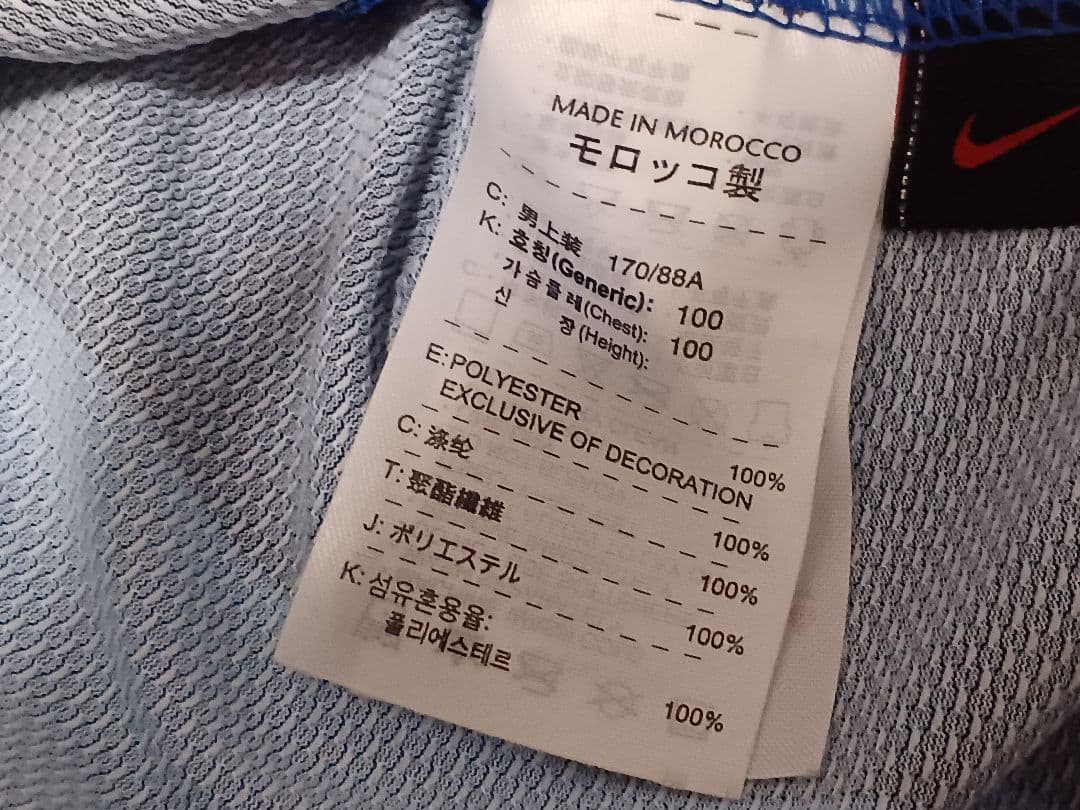 MADE IN MOROCCO
モロッコ製
C: 男上装 170/88A
K: 호칭(Generic): 100
가슴둘레(Chest): 100
신 장(Height):
E: POLYESTER 100%
EXCLUSIVE OF DECORATION
C: 涤纶 100%
T: 聚酯纖維 100%
J: ポリエステル 100%
K: 섬유혼용율:
폴리에스테르 100%